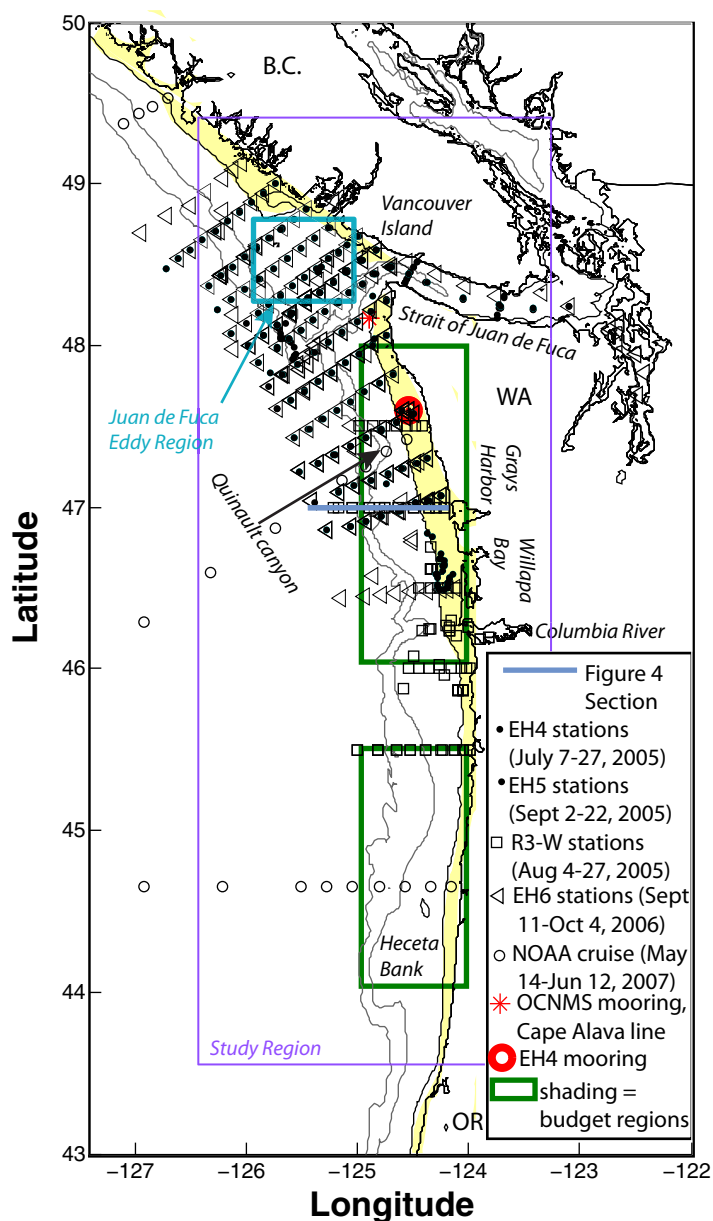 50
49
48
47
46
45
44
43
Latitude
−127
−126
−125
−124
−123
−122
Longitude
B.C.
Vancouver
Island
Strait of Juan de Fuca
Juan de Fuca
Eddy Region
Quinault canyon
WA
Grays
Harbor
Willapa
Bay
Columbia River
Heceta
Bank
Study Region
OR
Figure 4
Section
EH4 stations
(July 7-27, 2005)
EH5 stations
(Sept 2-22, 2005)
R3-W stations
(Aug 4-27, 2005)
EH6 stations (Sept
11-Oct 4, 2006)
NOAA cruise (May
14-Jun 12, 2007)
OCNMS mooring,
Cape Alava line
EH4 mooring
shading =
budget regions